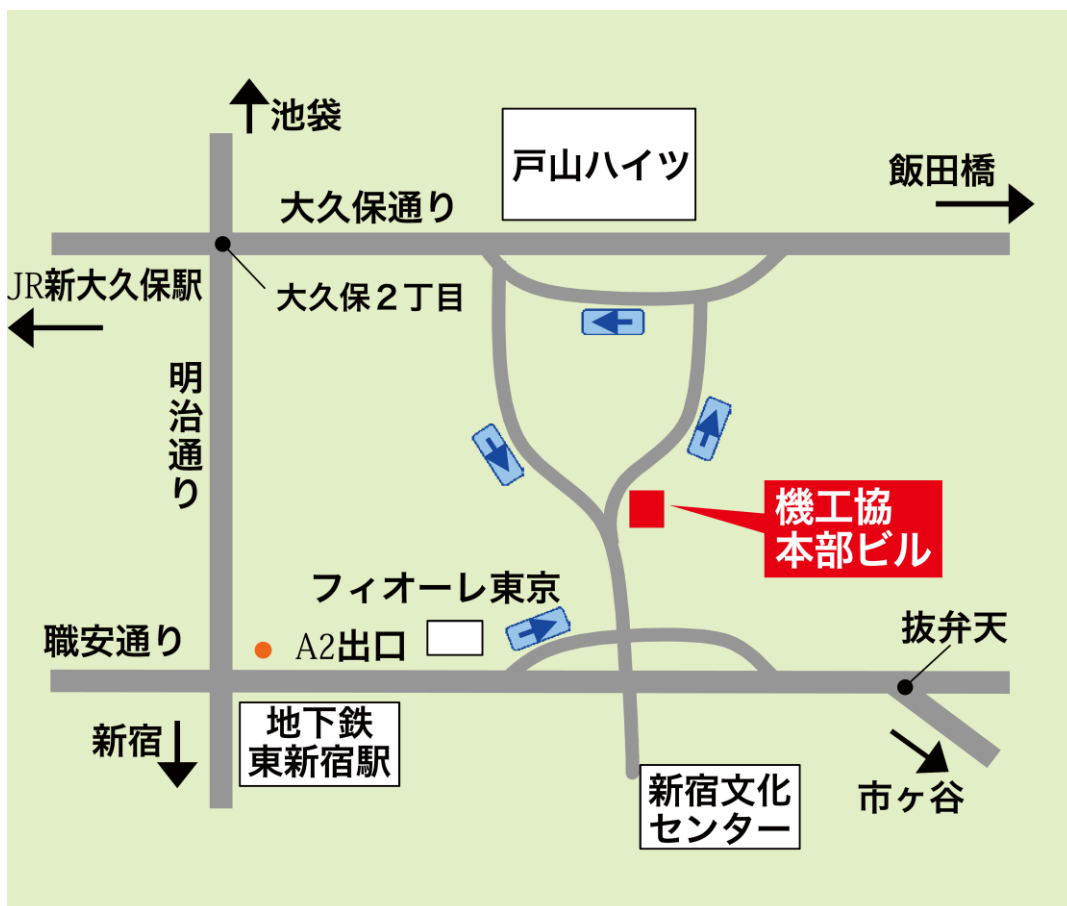 池袋
戸山ハイツ
飯田橋
大久保通り
JR新大久保駅
大久保２丁目
明治通り
機工協
本部ビル
フィオーレ東京
職安通り
A2出口
抜弁天
地下鉄
東新宿駅
新宿
新宿文化
センター
市ヶ谷